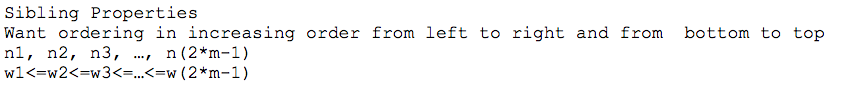 Sibling Properties
Want ordering in increasing order from left to right and from  bottom to top
n1, n2, n3, …, n(2*m-1)
w1<=w2<=w3<=…<=w(2*m-1)